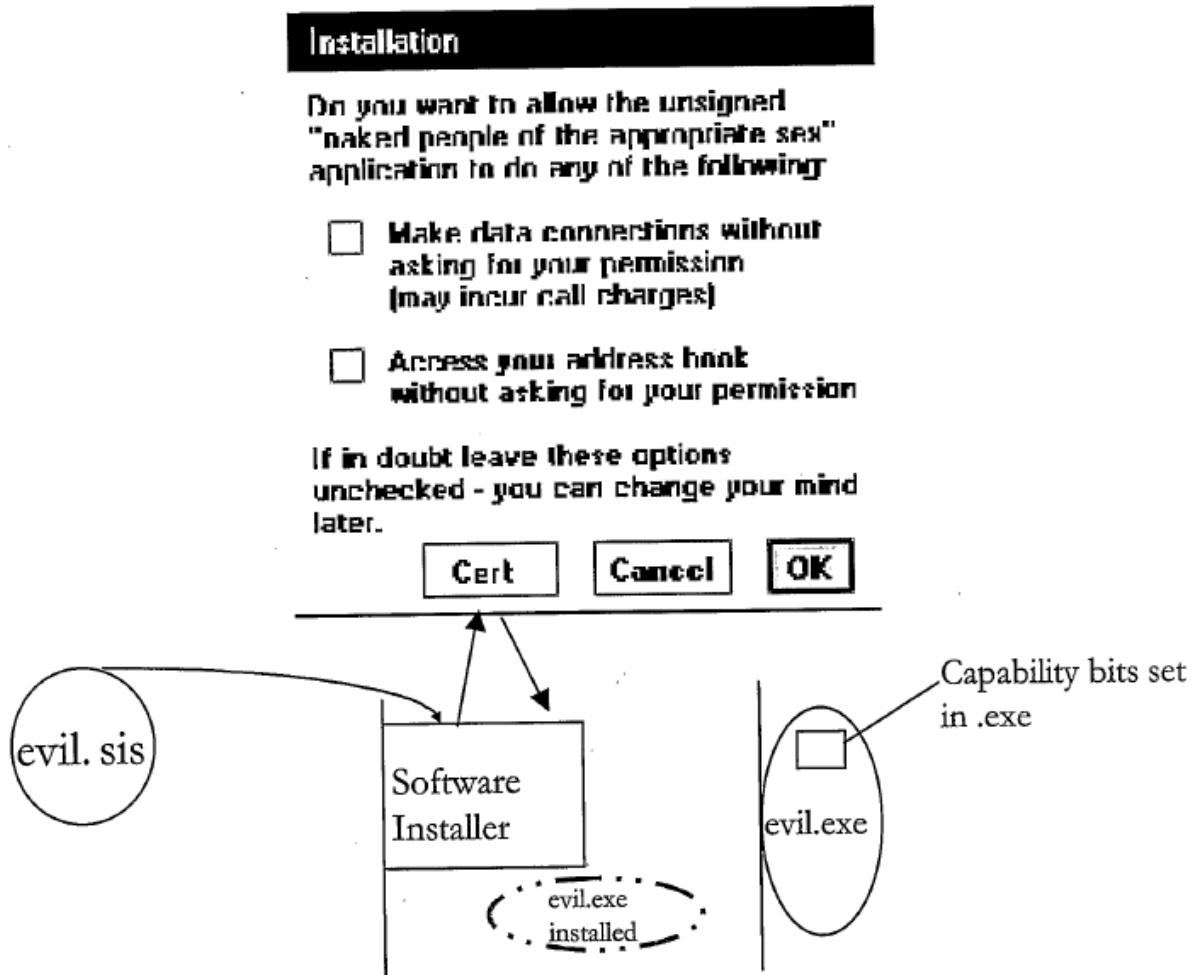 Installation
Do you want to allow the unsigned
"naked people of the appropriate sex"
application to do any of the following
Make data connections without
asking for your permission
(may incur call charges)
Access your address book
without asking for your permission
If in doubt leave these options
unchecked - you can change your mind
later.
Cert
Cancel
OK
evil. sis
Software
Installer
evil.exe
installed
Capability bits set
in .exe
evil.exe